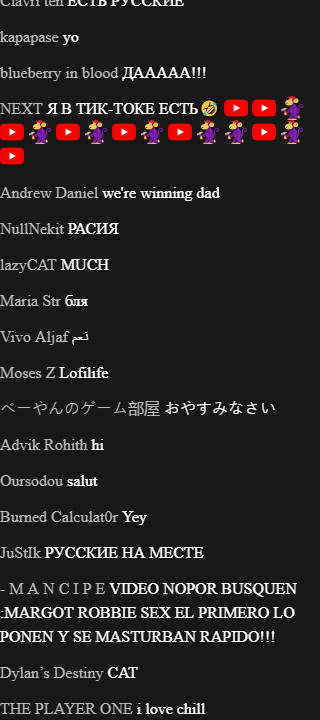 Clavri ten ЕСТЬ РУССКИЕ
kapapase yo
blueberry in blood ДААААА!!!
NEXT Я В ТИК-ТОКЕ ЕСТЬ🤣
Andrew Daniel we're winning dad
NullNekit РАСИЯ
lazyCAT MUCH
Maria Str бля
Vivo Aljaf نعم
Moses Z Lofilife
べーやんのゲーム部屋 おやすみなさい
Advik Rohith hi
Oursodou salut
Burned Calculat0r Yey
JuStIk РУССКИЕ НА МЕСТЕ
- M A N C I P E VIDEO NOPOR BUSQUEN
:MARGOT ROBBIE SEX EL PRIMERO LO
PONEN Y SE MASTURBAN RAPIDO!!!
Dylan’s Destiny CAT
THE PLAYER ONE i love chill